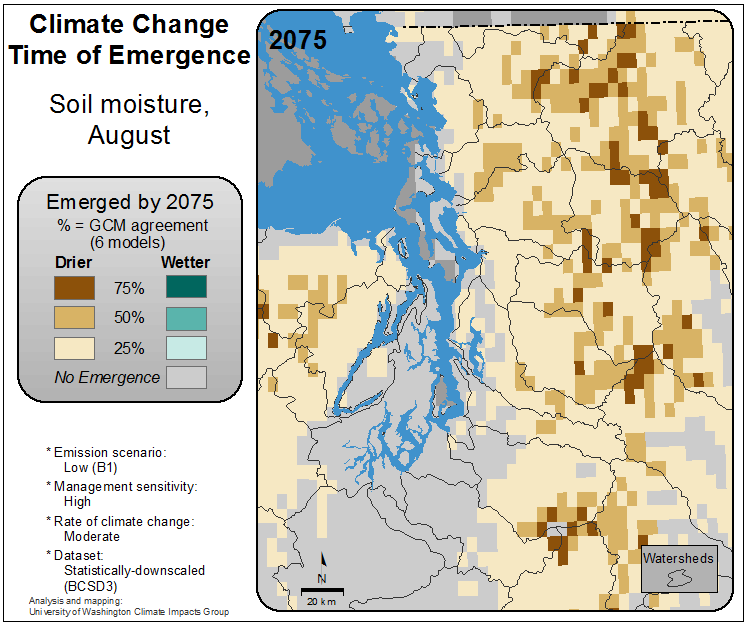 Climate Change
Time of Emergence
Soil moisture,
August
Emerged by 2075
% = GCM agreement
(6 models)
Drier Wetter
75%
50%
25%
No Emergence
* Emission scenario:
Low (B1)
* Management sensitivity:
High
* Rate of climate change:
Moderate
* Dataset:
Statistically-downscaled
(BCSD3)
Analysis and mapping:
University of Washington Climate Impacts Group
2075
N
20 km
Watersheds